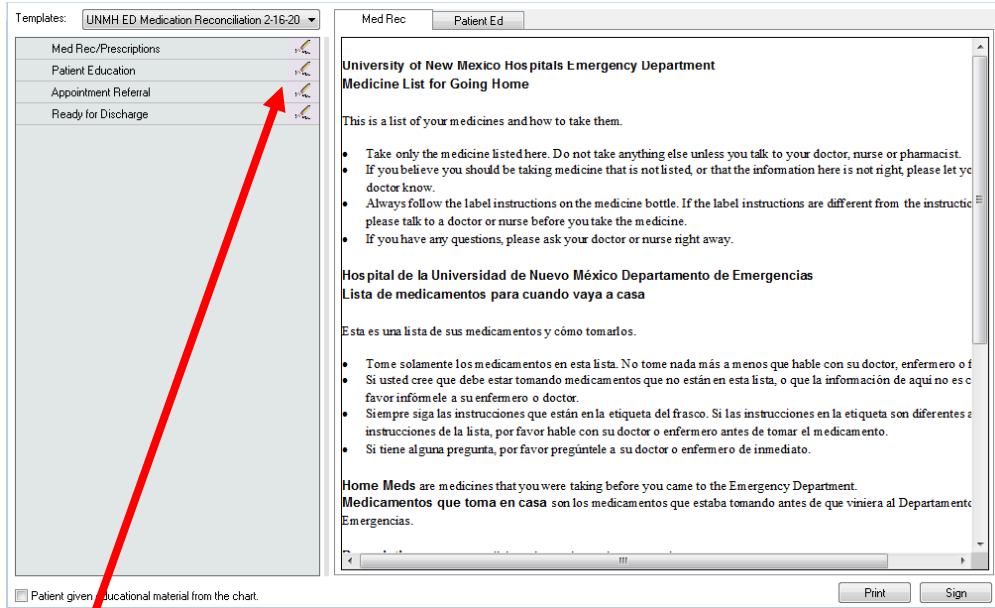 Templates: UNMH ED Medication Reconciliation 2-16-20
Med Rec/Prescriptions
Patient Education
Appointment Referral
Ready for Discharge
Med Rec Patient Ed
University of New Mexico Hospitals Emergency Department
Medicine List for Going Home
This is a list of your medicines and how to take them.
• Take only the medicine listed here. Do not take anything else unless you talk to your doctor, nurse or pharmacist.
• If you believe you should be taking medicine that is not listed, or that the information here is not right, please let yo
doctor know.
• Always follow the label instructions on the medicine bottle. If the label instructions are different from the instructio
please talk to a doctor or nurse before you take the medicine.
• If you have any questions, please ask your doctor or nurse right away.
Hospital de la Universidad de Nuevo México Departamento de Emergencias
Lista de medicamentos para cuando vaya a casa
Esta es una lista de sus medicamentos y cómo tomarlos.
• Tome solamente los medicamentos en esta lista. No tome nada más a menos que hable con su doctor, enfermero o f
• Si usted cree que debe estar tomando medicamentos que no están en esta lista, o que la información de aquí no es c
favor infórmele a su enfermero o doctor.
• Siempre siga las instrucciones que están en la etiqueta del frasco. Si las instrucciones en la etiqueta son diferentes a
instrucciones de la lista, por favor hable con su doctor o enfermero antes de tomar el medicamento.
• Si tiene alguna pregunta, por favor pregúntele a su doctor o enfermero de inmediato.
Home Meds are medicines that you were taking before you came to the Emergency Department.
Medicamentos que toma en casa son los medicamentos que estaba tomando antes de que viniera al Departamento
Emergencias.
Patient given educational material from the chart.
Print Sign